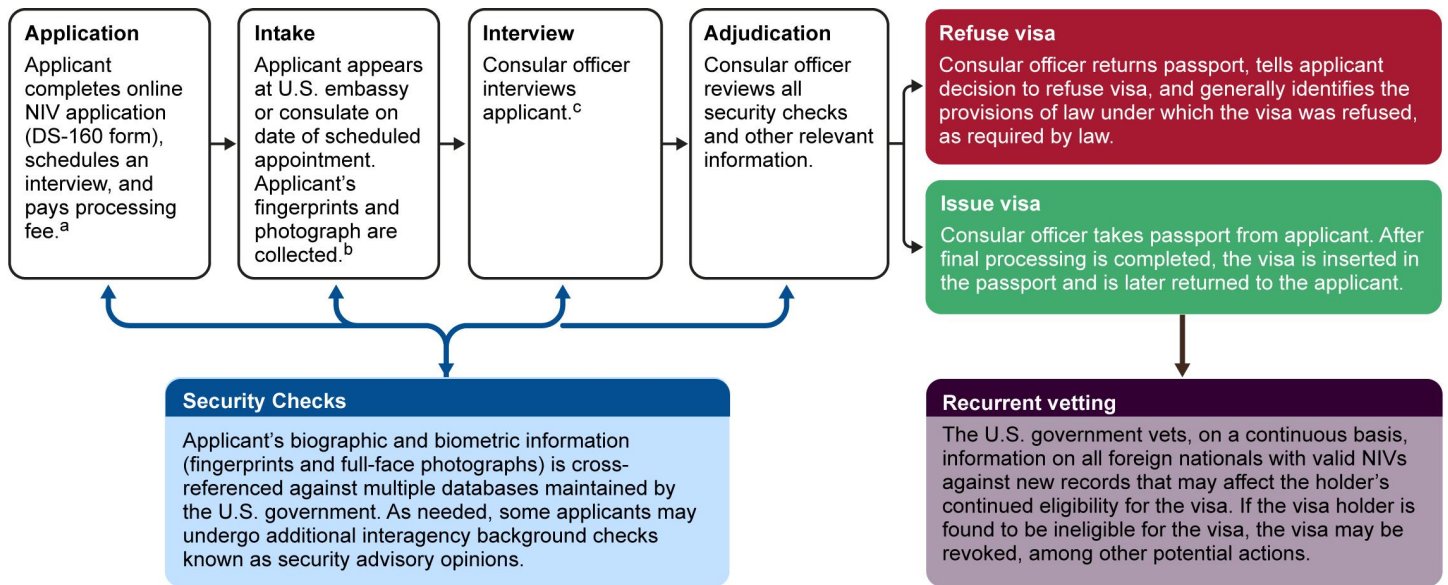 Application
Applicant
completes online
NIV application
(DS-160 form),
schedules an
interview, and
pays processing
fee.a
Intake
Applicant appears
at U.S. embassy
or consulate on
date of scheduled
appointment.
Applicant’s
fingerprints and
photograph are
collected.b
Interview
Consular officer
interviews
applicant.c
Adjudication
Consular officer
reviews all
security checks
and other relevant
information.
Refuse visa
Consular officer returns passport, tells applicant
decision to refuse visa, and generally identifies the
provisions of law under which the visa was refused,
as required by law.
Issue visa
Consular officer takes passport from applicant. After
final processing is completed, the visa is inserted in
the passport and is later returned to the applicant.
Security Checks
Applicant’s biographic and biometric information
(fingerprints and full-face photographs) is cross-
referenced against multiple databases maintained by
the U.S. government. As needed, some applicants may
undergo additional interagency background checks
known as security advisory opinions.
Recurrent vetting
The U.S. government vets, on a continuous basis,
information on all foreign nationals with valid NIVs
against new records that may affect the holder’s
continued eligibility for the visa. If the visa holder is
found to be ineligible for the visa, the visa may be
revoked, among other potential actions.